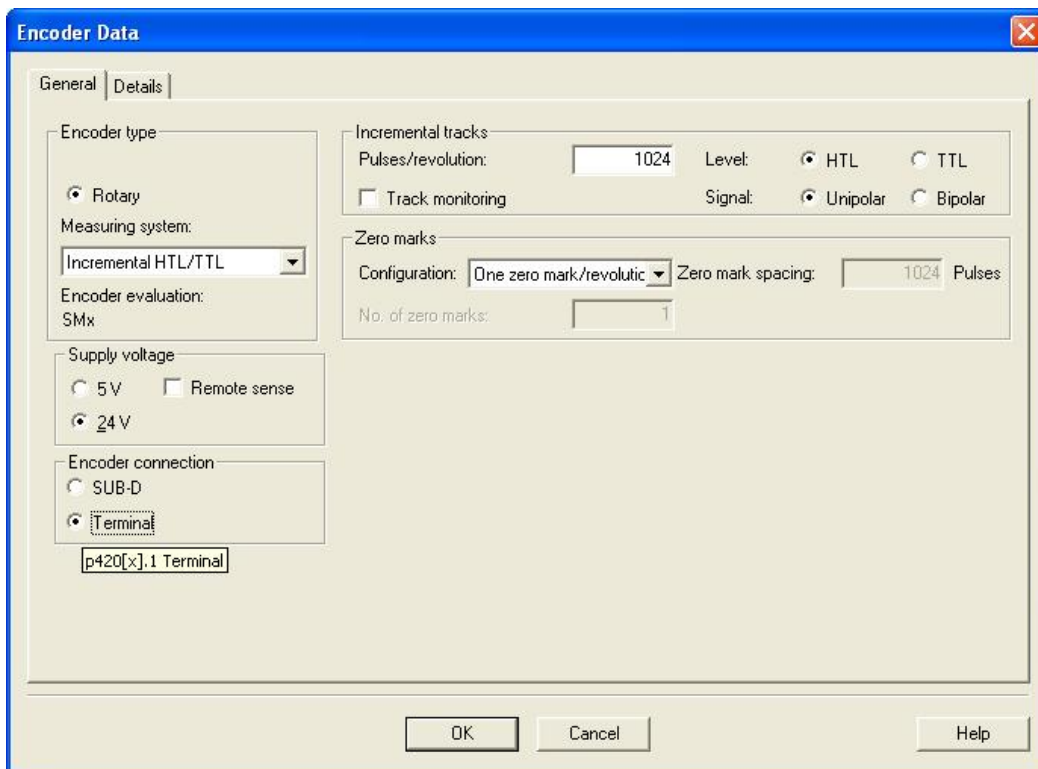 Encoder Data
General
Details
Encoder type
Rotary
Measuring system:
Incremental HTL/TTL
Encoder evaluation:
SMx
Supply voltage
5 V
Remote sense
24 V
Encoder connection
SUB-D
Terminal
p420[x].1 Terminal
Incremental tracks
Pulses/revolution: 1024 Level: HTL TTL
Track monitoring Signal: Unipolar Bipolar
Zero marks
Configuration: One zero mark/revolutic Zero mark spacing: 1024 Pulses
No. of zero marks: 1
OK Cancel Help